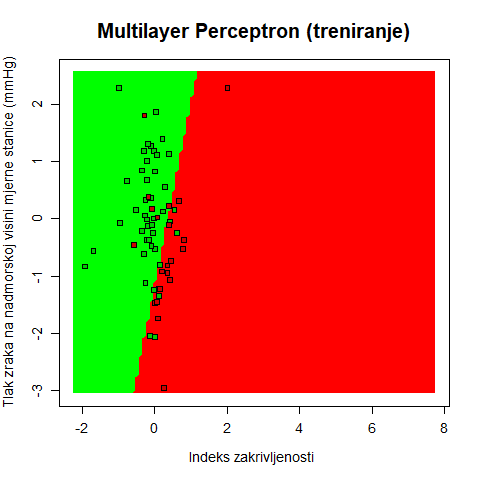 Multilayer Perceptron (treniranje)
Tlak zraka na nadmorskoj visini mjerne stanice (mmHg)
2
1
0
-1
-2
-3
-2 0 2 4 6 8
Indeks zakrivljenosti